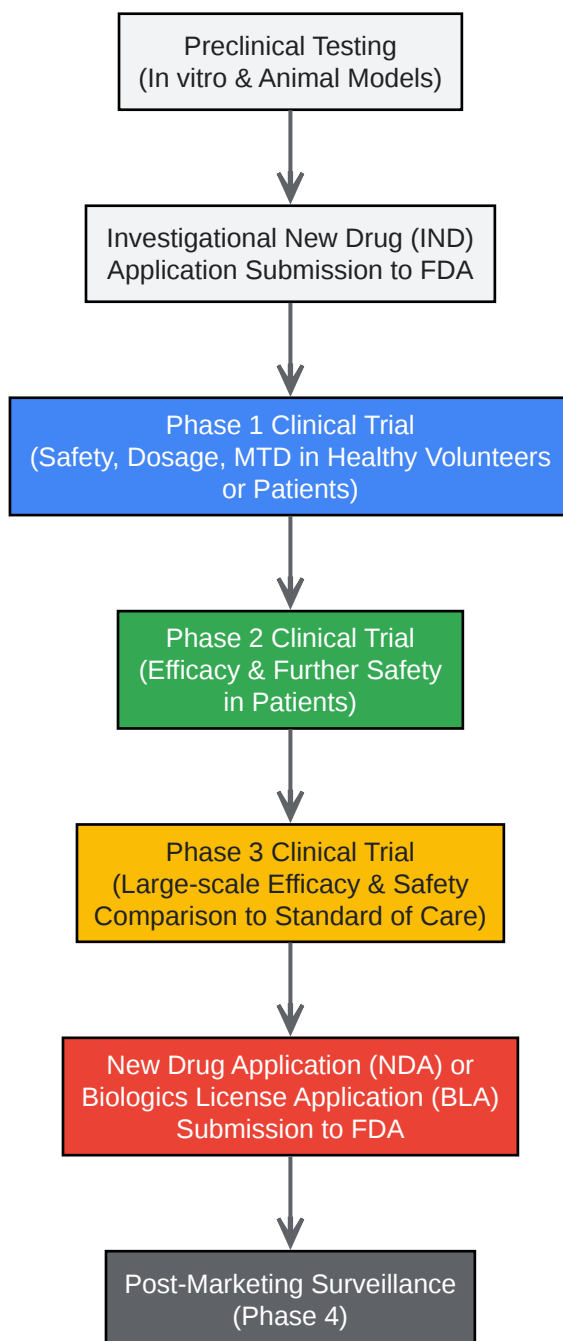 Preclinical Testing
(In vitro & Animal Models)
Investigational New Drug (IND)
Application Submission to FDA
Phase 1 Clinical Trial
(Safety, Dosage, MTD in Healthy Volunteers
or Patients)
Phase 2 Clinical Trial
(Efficacy & Further Safety
in Patients)
Phase 3 Clinical Trial
(Large-scale Efficacy & Safety
Comparison to Standard of Care)
New Drug Application (NDA) or
Biologics License Application (BLA)
Submission to FDA
Post-Marketing Surveillance
(Phase 4)